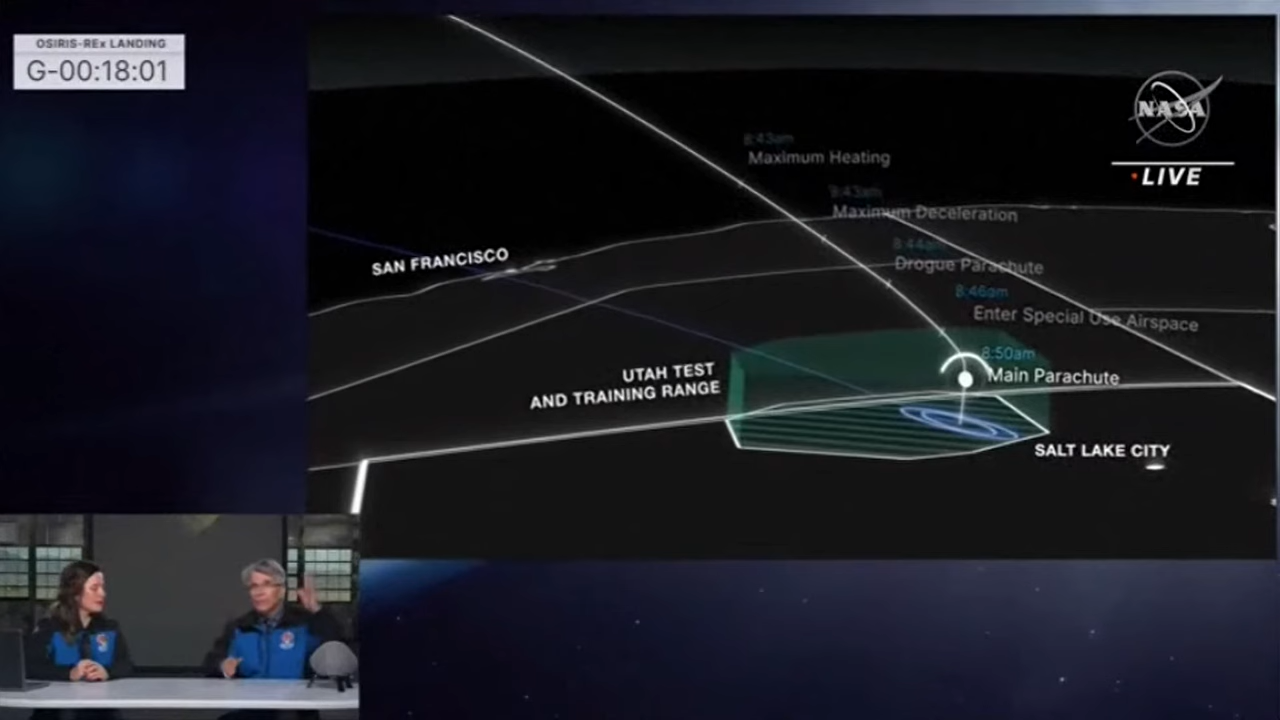 OSIRIS-REx LANDING
G-00:18:01
NASA
LIVE
8:43am
Maximum Heating
8:43am
Maximum Deceleration
8:44am
Drogue Parachute
8:46am
Enter Special Use Airspace
8:50am
Main Parachute
SAN FRANCISCO
UTAH TEST
AND TRAINING RANGE
SALT LAKE CITY